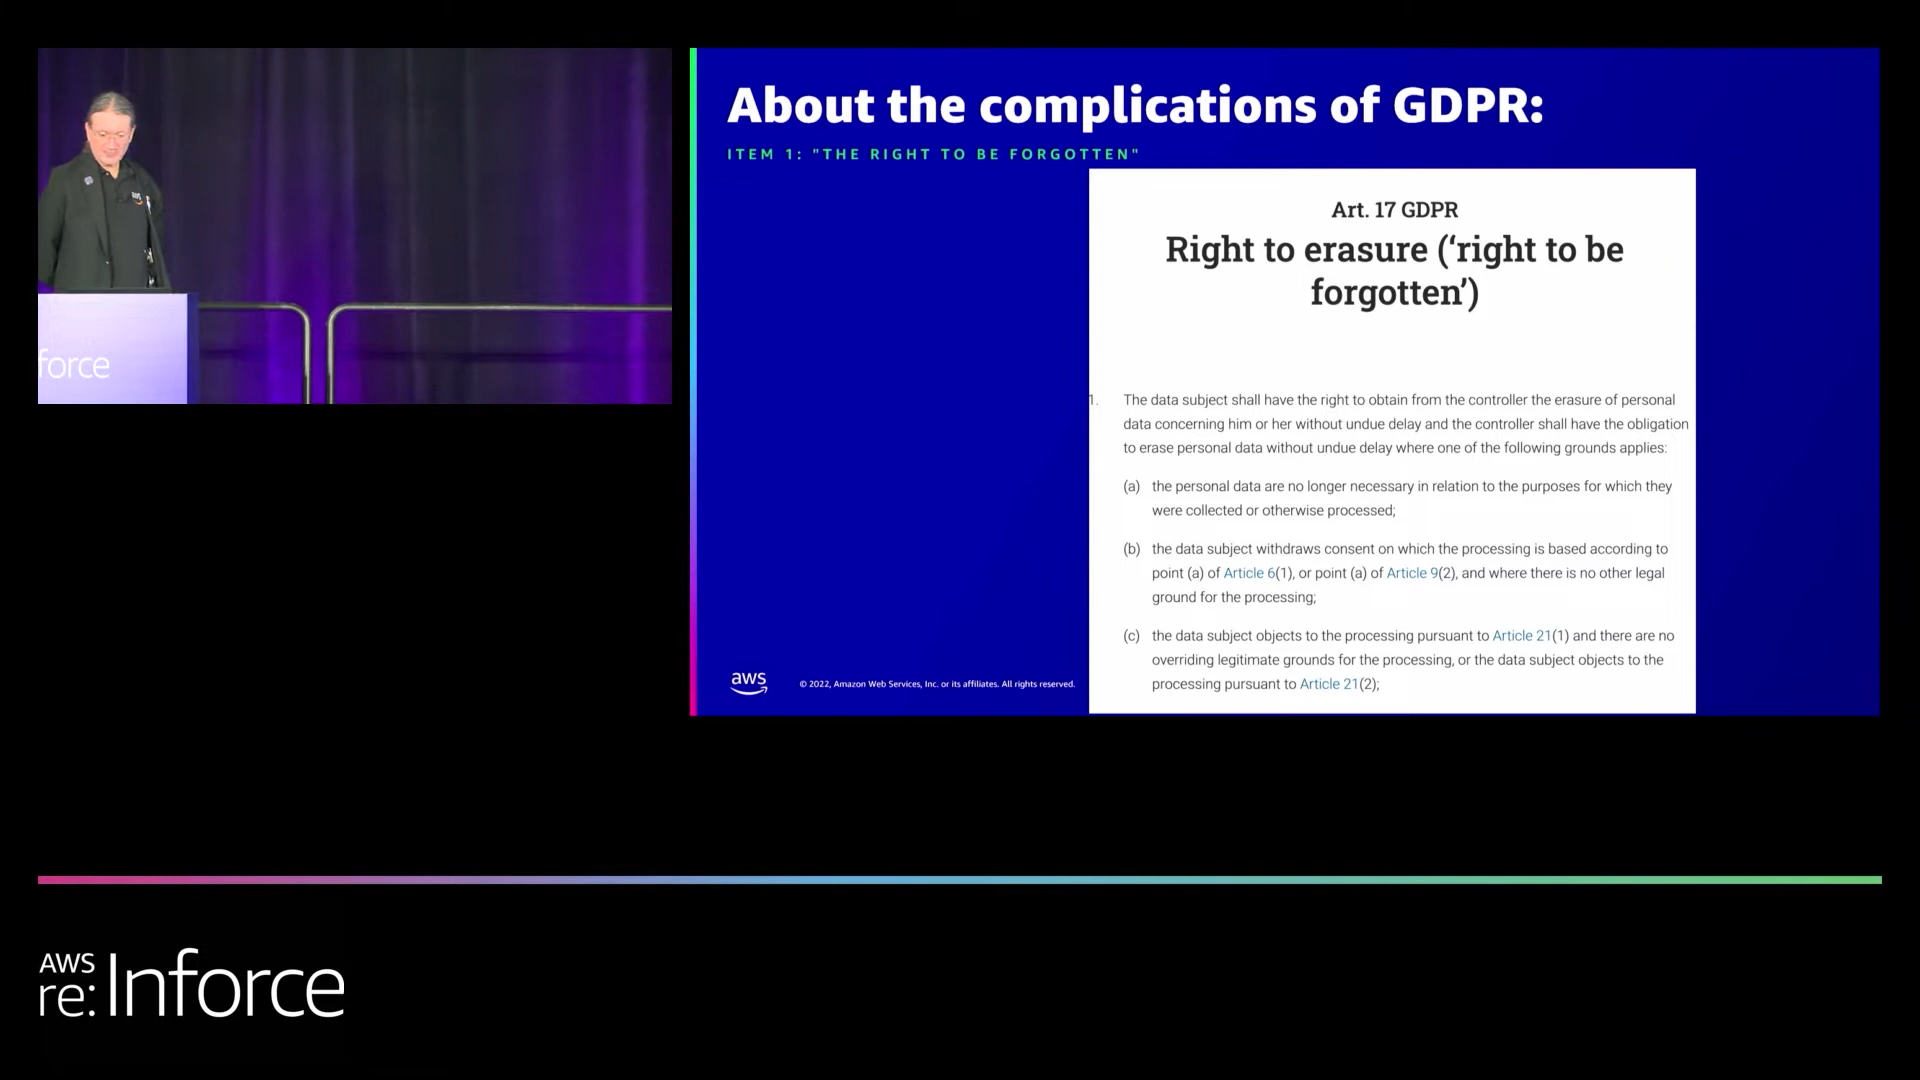 force
About the complications of GDPR:
ITEM 1: "THE RIGHT TO BE FORGOTTEN"
Art. 17 GDPR
Right to erasure (‘right to be
forgotten’)
1. The data subject shall have the right to obtain from the controller the erasure of personal
data concerning him or her without undue delay and the controller shall have the obligation
to erase personal data without undue delay where one of the following grounds applies:
(a) the personal data are no longer necessary in relation to the purposes for which they
were collected or otherwise processed;
(b) the data subject withdraws consent on which the processing is based according to
point (a) of Article 6(1), or point (a) of Article 9(2), and where there is no other legal
ground for the processing;
(c) the data subject objects to the processing pursuant to Article 21(1) and there are no
overriding legitimate grounds for the processing, or the data subject objects to the
processing pursuant to Article 21(2);
aws
© 2022, Amazon Web Services, Inc. or its affiliates. All rights reserved.
AWS
re:Inforce